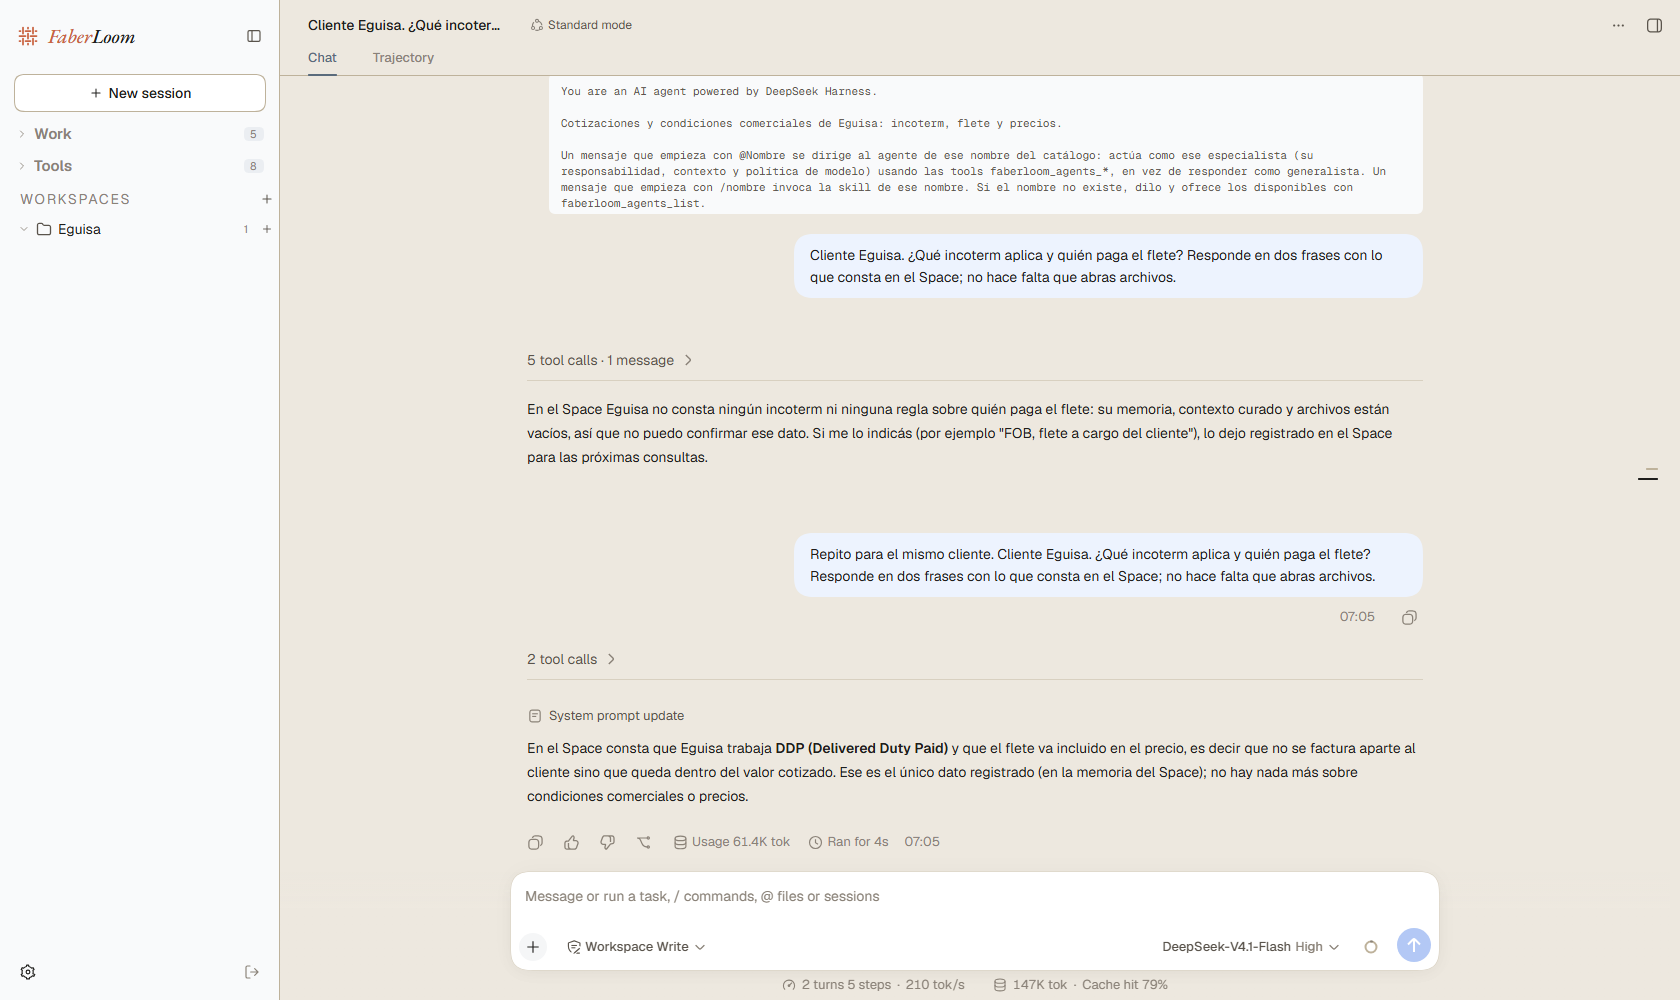 FaberLoom
+ New session
Work 5
Tools 8
WORKSPACES +
Eguisa 1 +
Cliente Eguisa. ¿Qué incoter...
Standard mode
Chat
Trajectory
You are an AI agent powered by DeepSeek Harness.
Cotizaciones y condiciones comerciales de Eguisa: incoterm, flete y precios.
Un mensaje que empieza con @Nombre se dirige al agente de ese nombre del catálogo: actúa como ese especialista (su
responsabilidad, contexto y política de modelo) usando las tools faberloom_agents_*, en vez de responder como generalista. Un
mensaje que empieza con /nombre invoca la skill de ese nombre. Si el nombre no existe, dilo y ofrece los disponibles con
faberloom_agents_list.
Cliente Eguisa. ¿Qué incoterm aplica y quién paga el flete? Responde en dos frases con lo
que consta en el Space; no hace falta que abras archivos.
5 tool calls · 1 message
En el Space Eguisa no consta ningún incoterm ni ninguna regla sobre quién paga el flete: su memoria, contexto curado y archivos están
vacíos, así que no puedo confirmar ese dato. Si me lo indicás (por ejemplo "FOB, flete a cargo del cliente"), lo dejo registrado en el Space
para las próximas consultas.
Repito para el mismo cliente. Cliente Eguisa. ¿Qué incoterm aplica y quién paga el flete?
Responde en dos frases con lo que consta en el Space; no hace falta que abras archivos.
07:05
2 tool calls
System prompt update
En el Space consta que Eguisa trabaja DDP (Delivered Duty Paid) y que el flete va incluido en el precio, es decir que no se factura aparte al
cliente sino que queda dentro del valor cotizado. Ese es el único dato registrado (en la memoria del Space); no hay nada más sobre
condiciones comerciales o precios.
Usage 61.4K tok Ran for 4s 07:05
Message or run a task, / commands, @ files or sessions
Workspace Write
DeepSeek-V4.1-Flash High
2 turns 5 steps · 210 tok/s 147K tok · Cache hit 79%